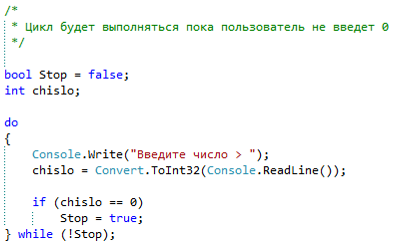 /*
 * Цикл будет выполняться пока пользователь не введет 0
 */
bool Stop = false;
int chislo;
do
{
    Console.Write("Введите число > ");
    chislo = Convert.ToInt32(Console.ReadLine());
    if (chislo == 0)
        Stop = true;
} while (!Stop);